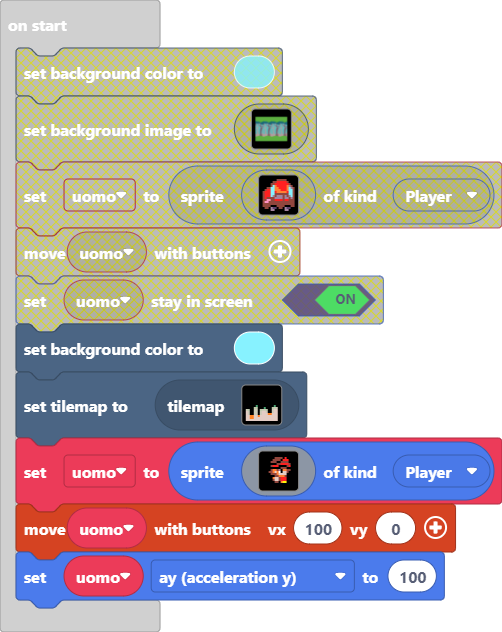 on start
set background color to
set background image to
set uomo to sprite of kind Player
move uomo with buttons
set uomo stay in screen ON
set background color to
set tilemap to tilemap
set uomo to sprite of kind Player
move uomo with buttons vx 100 vy 0
set uomo ay (acceleration y) to 100